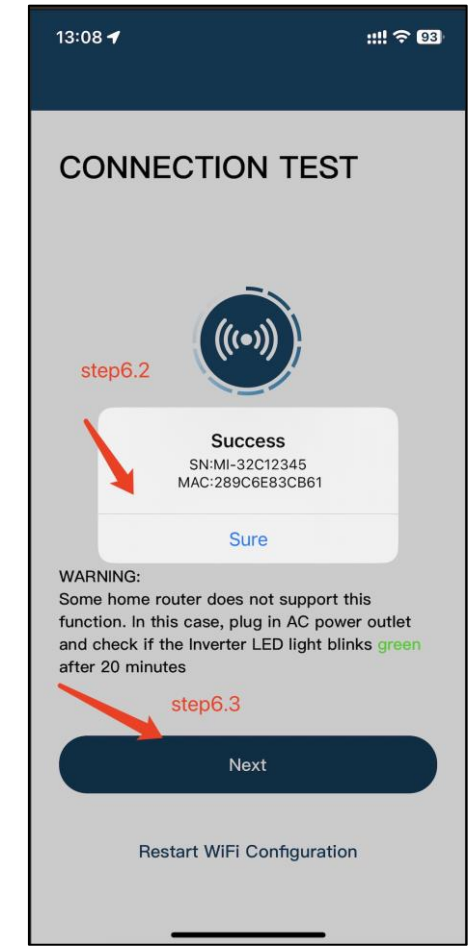 13:08
93
CONNECTION TEST
step6.2
Success
SN:MI-32C12345
MAC:289C6E83CB61
Sure
WARNING:
Some home router does not support this
function. In this case, plug in AC power outlet
and check if the Inverter LED light blinks green
after 20 minutes
step6.3
Next
Restart WiFi Configuration